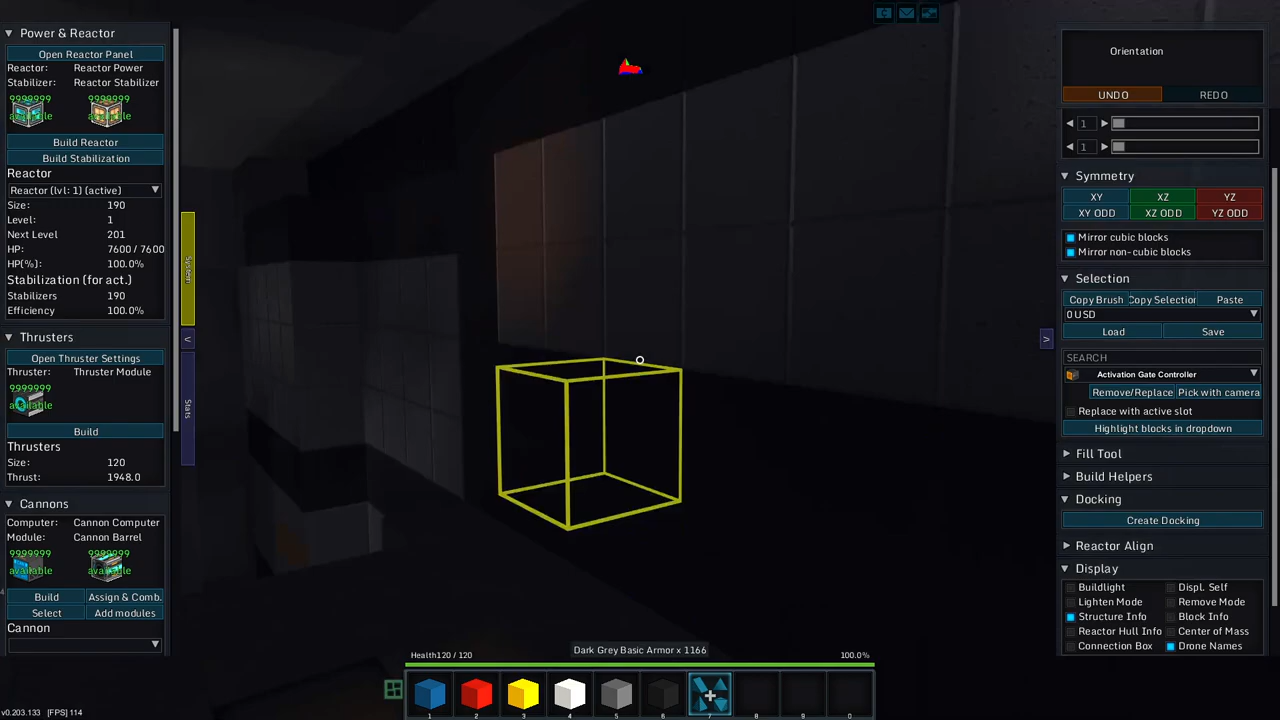 Power & Reactor
Open Reactor Panel
Reactor: Reactor Power
Stabilizer: Reactor Stabilizer
9999999 9999999
available available
Build Reactor
Build Stabilization
Reactor
Reactor (lvl: 1) (active)
Size: 190
Level: 1
Next Level 201
HP: 7600 / 7600
HP(%): 100.0%
Stabilization (for act.)
Stabilizers 190
Efficiency 100.0%
Thrusters
Open Thruster Settings
Thruster: Thruster Module
9999999
available
Build
Thrusters
Size: 120
Thrust: 1948.0
Cannons
Computer: Cannon Computer
Module: Cannon Barrel
9999999 9999999
available available
Build Assign & Comb.
Select Add modules
Cannon
System
<
Stats
Health120 / 120
Dark Grey Basic Armor x 1166
100.0%
1 2 3 4 5 6 7 8 9 0
v0.203.133 [FPS] 114
>
Orientation
UNDO REDO
1
1
Symmetry
XY XZ YZ
XY ODD XZ ODD YZ ODD
Mirror cubic blocks
Mirror non-cubic blocks
Selection
Copy Brush Copy Selection Paste
0 USD
Load Save
SEARCH
Activation Gate Controller
Remove/Replace Pick with camera
Replace with active slot
Highlight blocks in dropdown
Fill Tool
Build Helpers
Docking
Create Docking
Reactor Align
Display
Buildlight Displ. Self
Lighten Mode Remove Mode
Structure Info Block Info
Reactor Hull Info Center of Mass
Connection Box Drone Names